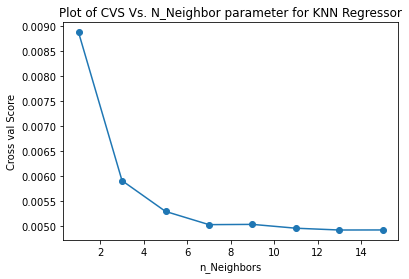 Plot of CVS Vs. N_Neighbor parameter for KNN Regressor
0.0090
0.0085
0.0080
0.0075
0.0070
0.0065
0.0060
0.0055
0.0050
Cross val Score
2 4 6 8 10 12 14
n_Neighbors